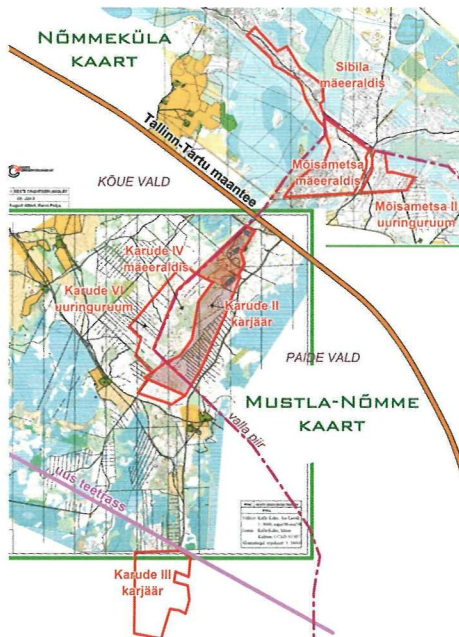 NÕMMEKÜLA
KAART
Sibila
mäeeraldis
Tallinn-Tartu maantee
KÕUE VALD
Mõisametsa
mäeeraldis
Mõisametsa II
uuringuruum
Karude IV
mäeeraldis
Karude VI
uuringuruum
Karude II
karjäär
PAIDE VALD
MUSTLA-NÕMME
KAART
valla piir
uus teetrass
Karude III
karjäär